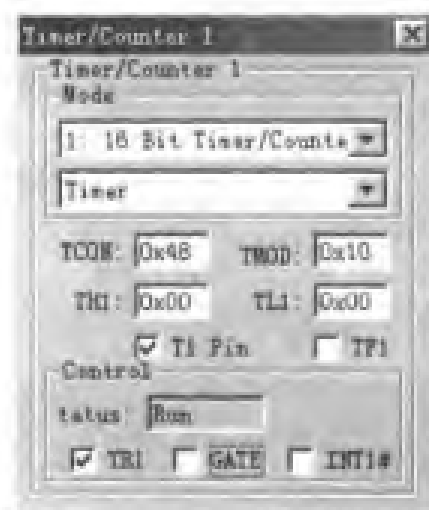 Timer/Counter 1
Timer/Counter 1
Mode
1: 16 Bit Timer/Counte
Timer
TCON: 0x48 TMOD: 0x10
TH1: 0x00 TL1: 0x00
T1 Pin TF1
Control
tatus: Run
TR1 GATE INT1#